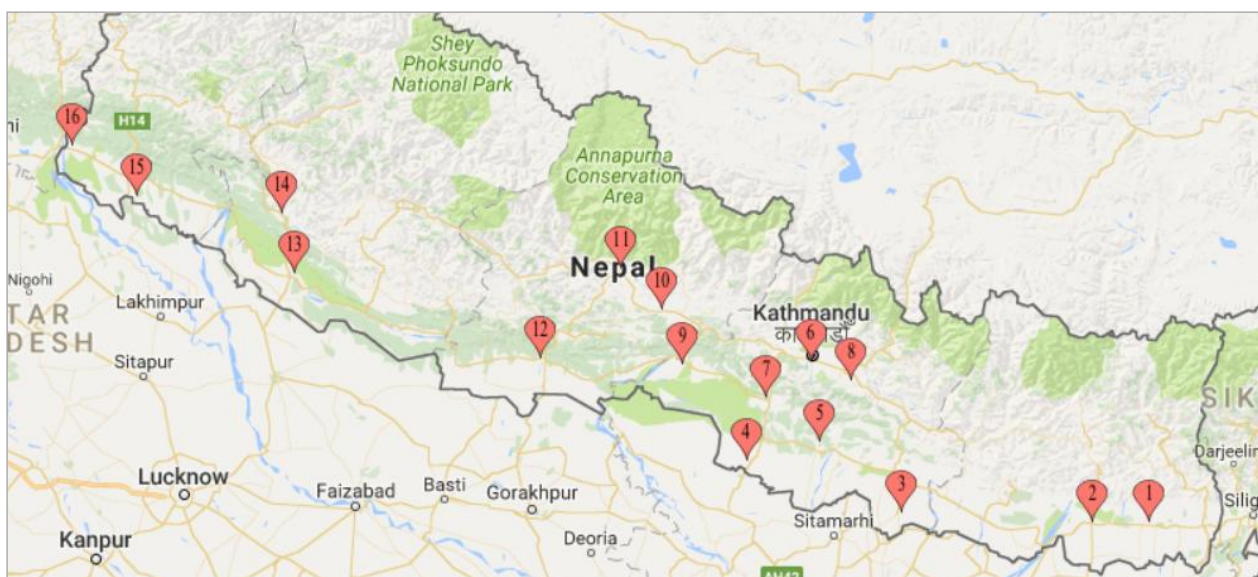 Shey
Phoksundo
National Park
16
H14
15
14
Annapurna
Conservation
Area
13
11
Nepal
10
Nigohi
Lakhimpur
TAR
DESH
Kathmandu
12
9
6
8
Sitapur
7
5
SIK
4
Darjeelin
Lucknow
Basti
Faizabad
Gorakhpur
3
2
1
Sitamarhi
Silig
Kanpur
Deoria